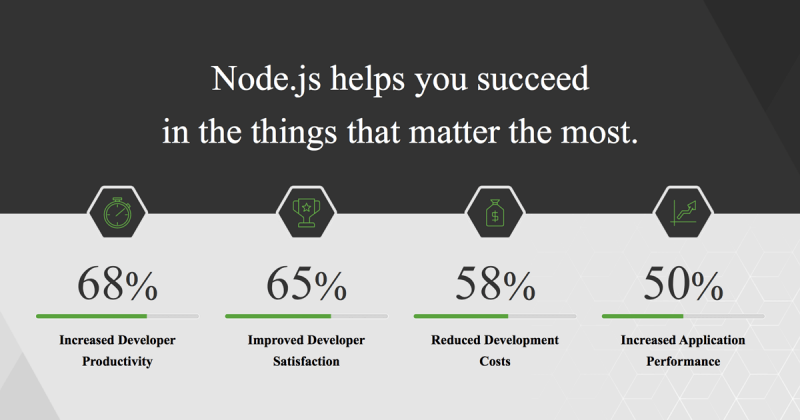 Node.js helps you succeed
in the things that matter the most.
68%
65%
58%
50%
Increased Developer
Productivity
Improved Developer
Satisfaction
Reduced Development
Costs
Increased Application
Performance